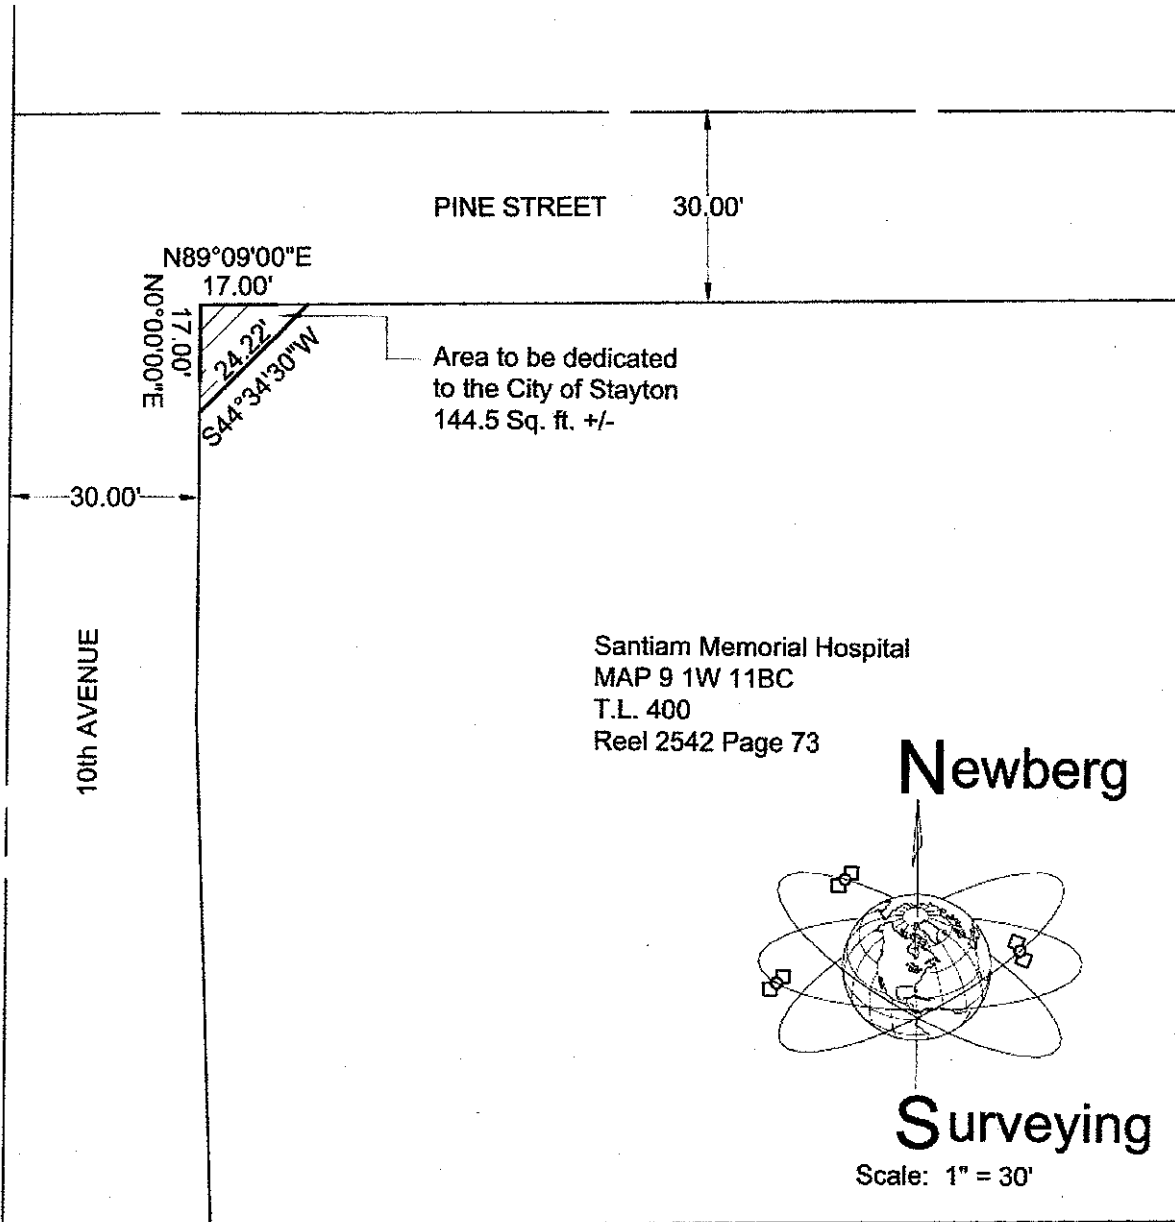 PINE STREET 30.00'
N89°09'00"E
17.00'
N0°00'00"E
17.00'
24.22'
S44°34'30"W
Area to be dedicated
to the City of Stayton
144.5 Sq. ft. +/-
30.00'
10th AVENUE
Santiam Memorial Hospital
MAP 9 1W 11BC
T.L. 400
Reel 2542 Page 73
Newberg
Surveying
Scale: 1" = 30'